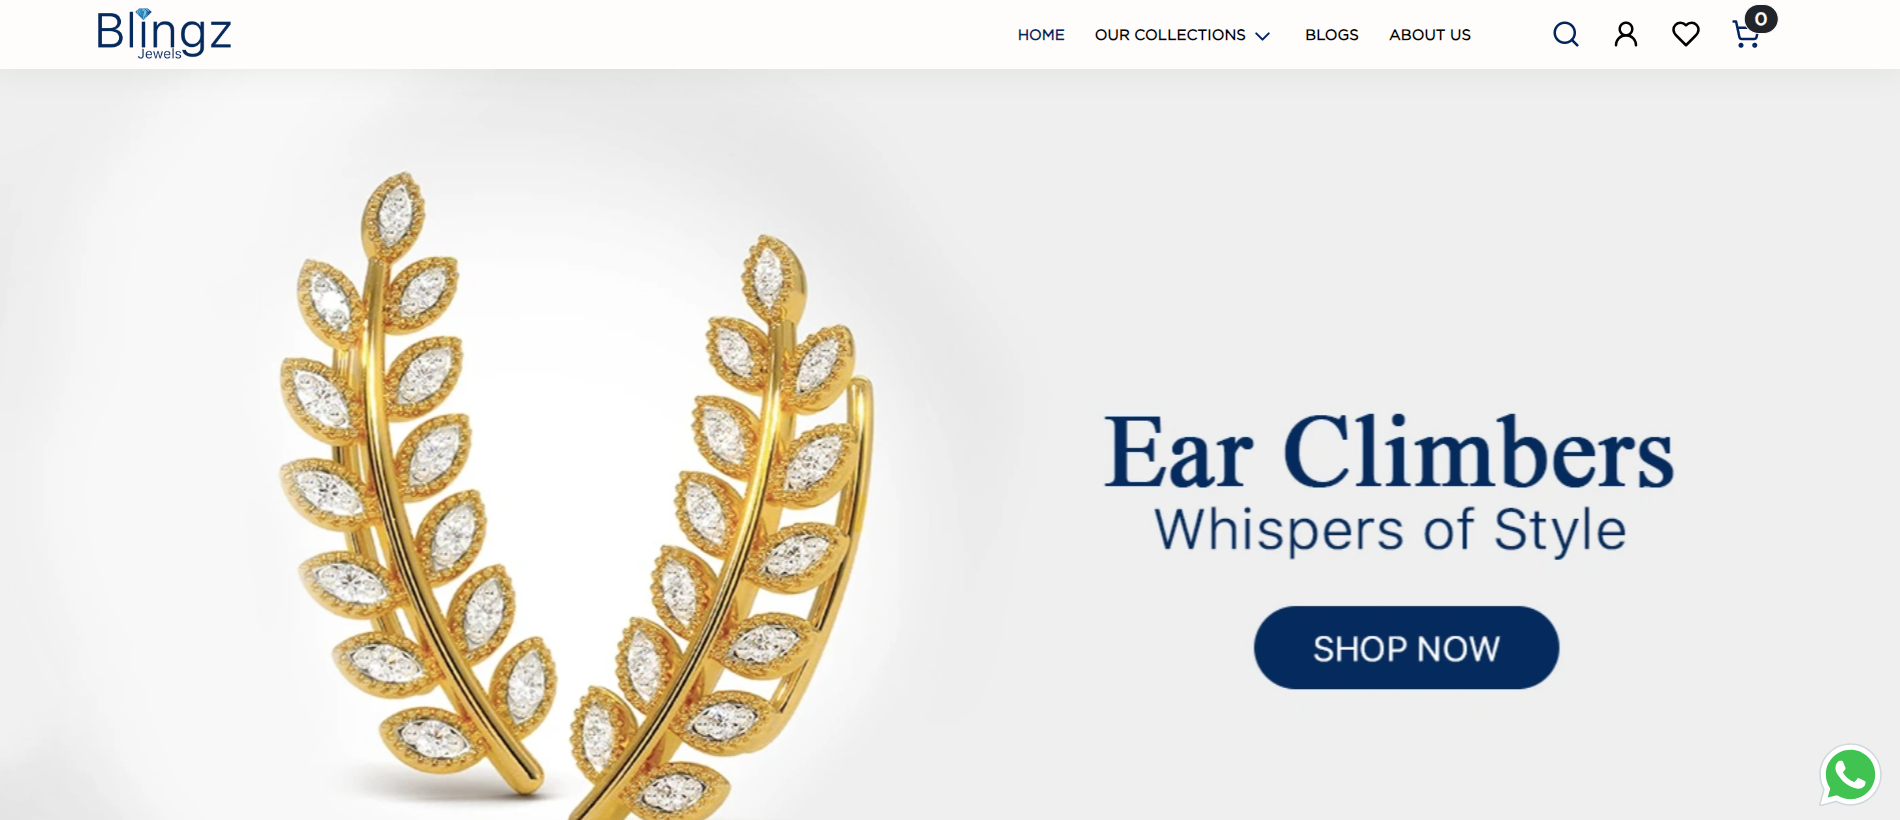 Blingz
Jewels
HOME
OUR COLLECTIONS
BLOGS
ABOUT US
0
Ear Climbers
Whispers of Style
SHOP NOW